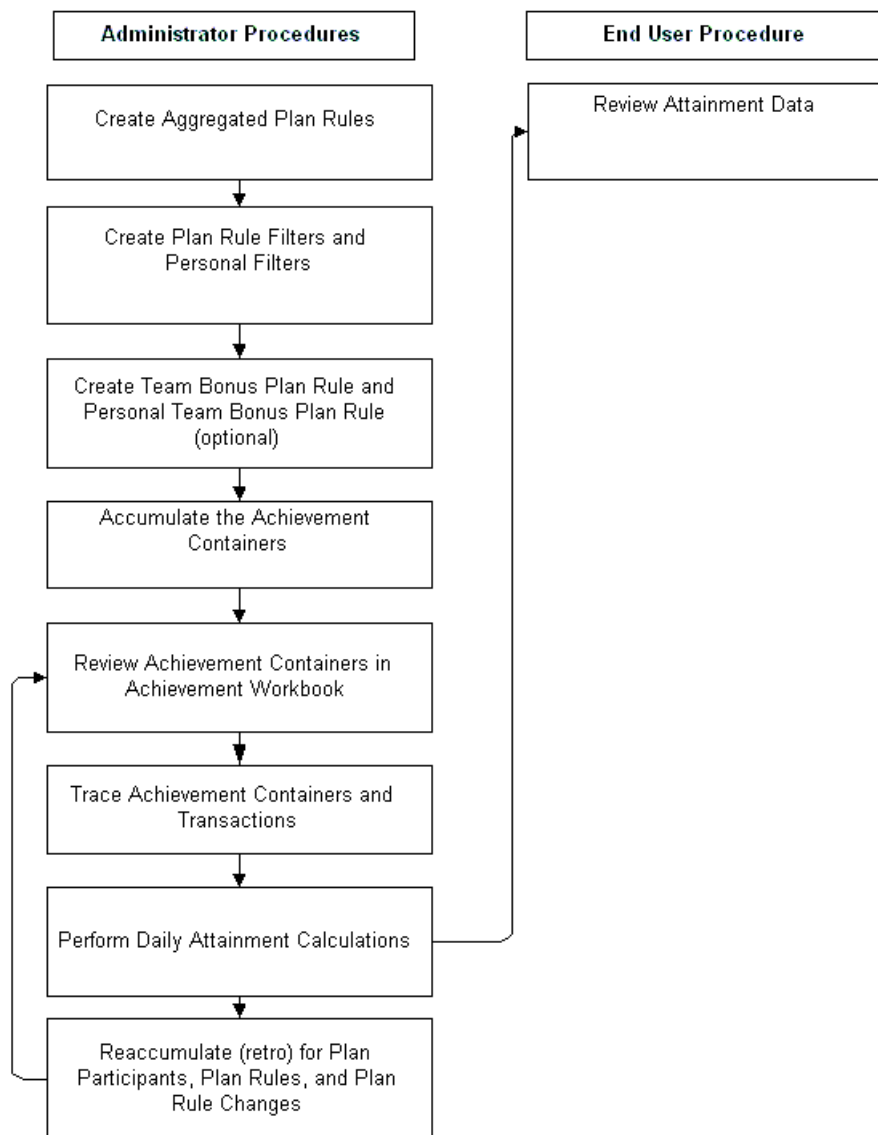 Administrator Procedures
End User Procedure
Create Aggregated Plan Rules
Review Attainment Data
Create Plan Rule Filters and
Personal Filters
Create Team Bonus Plan Rule and
Personal Team Bonus Plan Rule
(optional)
Accumulate the Achievement
Containers
Review Achievement Containers in
Achievement Workbook
Trace Achievement Containers and
Transactions
Perform Daily Attainment Calculations
Reaccumulate (retro) for Plan
Participants, Plan Rules, and Plan
Rule Changes